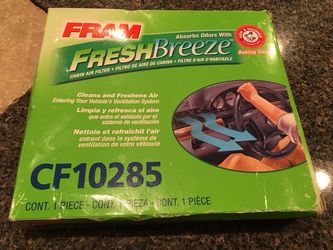 FRAM
Absorbs Odors With
FRESH Breeze
CABIN AIR FILTER • FILTRO DE AIRE DE CABINA • FILTRE D'AIR D'HABITACLE
Baking Soda
Cleans and Freshens Air
Entering Your Vehicle's Ventilation System
Limpia y refresca el aire
que entra al vehículo por el
sistema de ventilación
Nettoie et rafraîchit l'air
entrant dans le système de
ventilation de votre véhicule
CF10285
CONT. 1 PIECE - CONT. 1 PIEZA - CONT. 1 PIÈCE